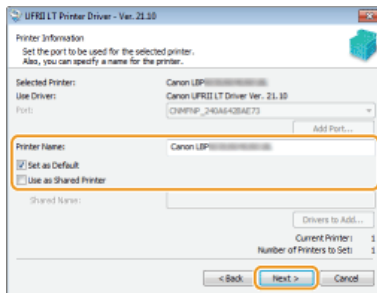 UFRII LT Printer Driver - Ver. 21.10
Printer Information
Set the port to be used for the selected printer.
Also, you can specify a name for the printer.
Selected Printer: Canon LBP
Use Driver: Canon UFRII LT Driver Ver. 21.10
Port: CNMFNP_240A642BAE73
Add Port...
Printer Name: Canon LBP
Set as Default
Use as Shared Printer
Shared Name:
Drivers to Add...
Current Printer: 1
Number of Printers to Set: 1
< Back Next > Cancel